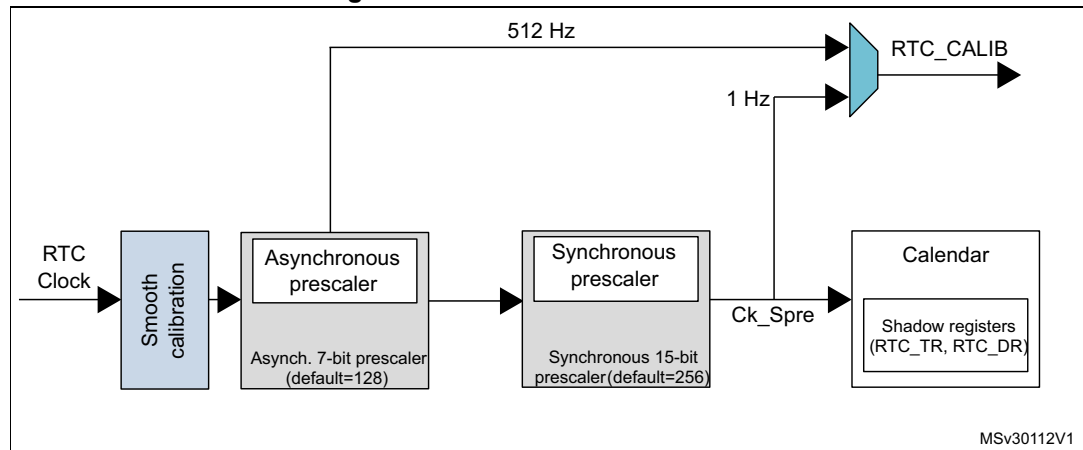 g
512 Hz
RTC_CALIB
1 Hz
RTC
Clock
Smooth
calibration
Asynchronous
prescaler
Asynch. 7-bit prescaler
(default=128)
Synchronous
prescaler
Synchronous 15-bit
prescaler(default=256)
Ck_Spre
Calendar
Shadow registers
(RTC_TR, RTC_DR)
MSv30112V1